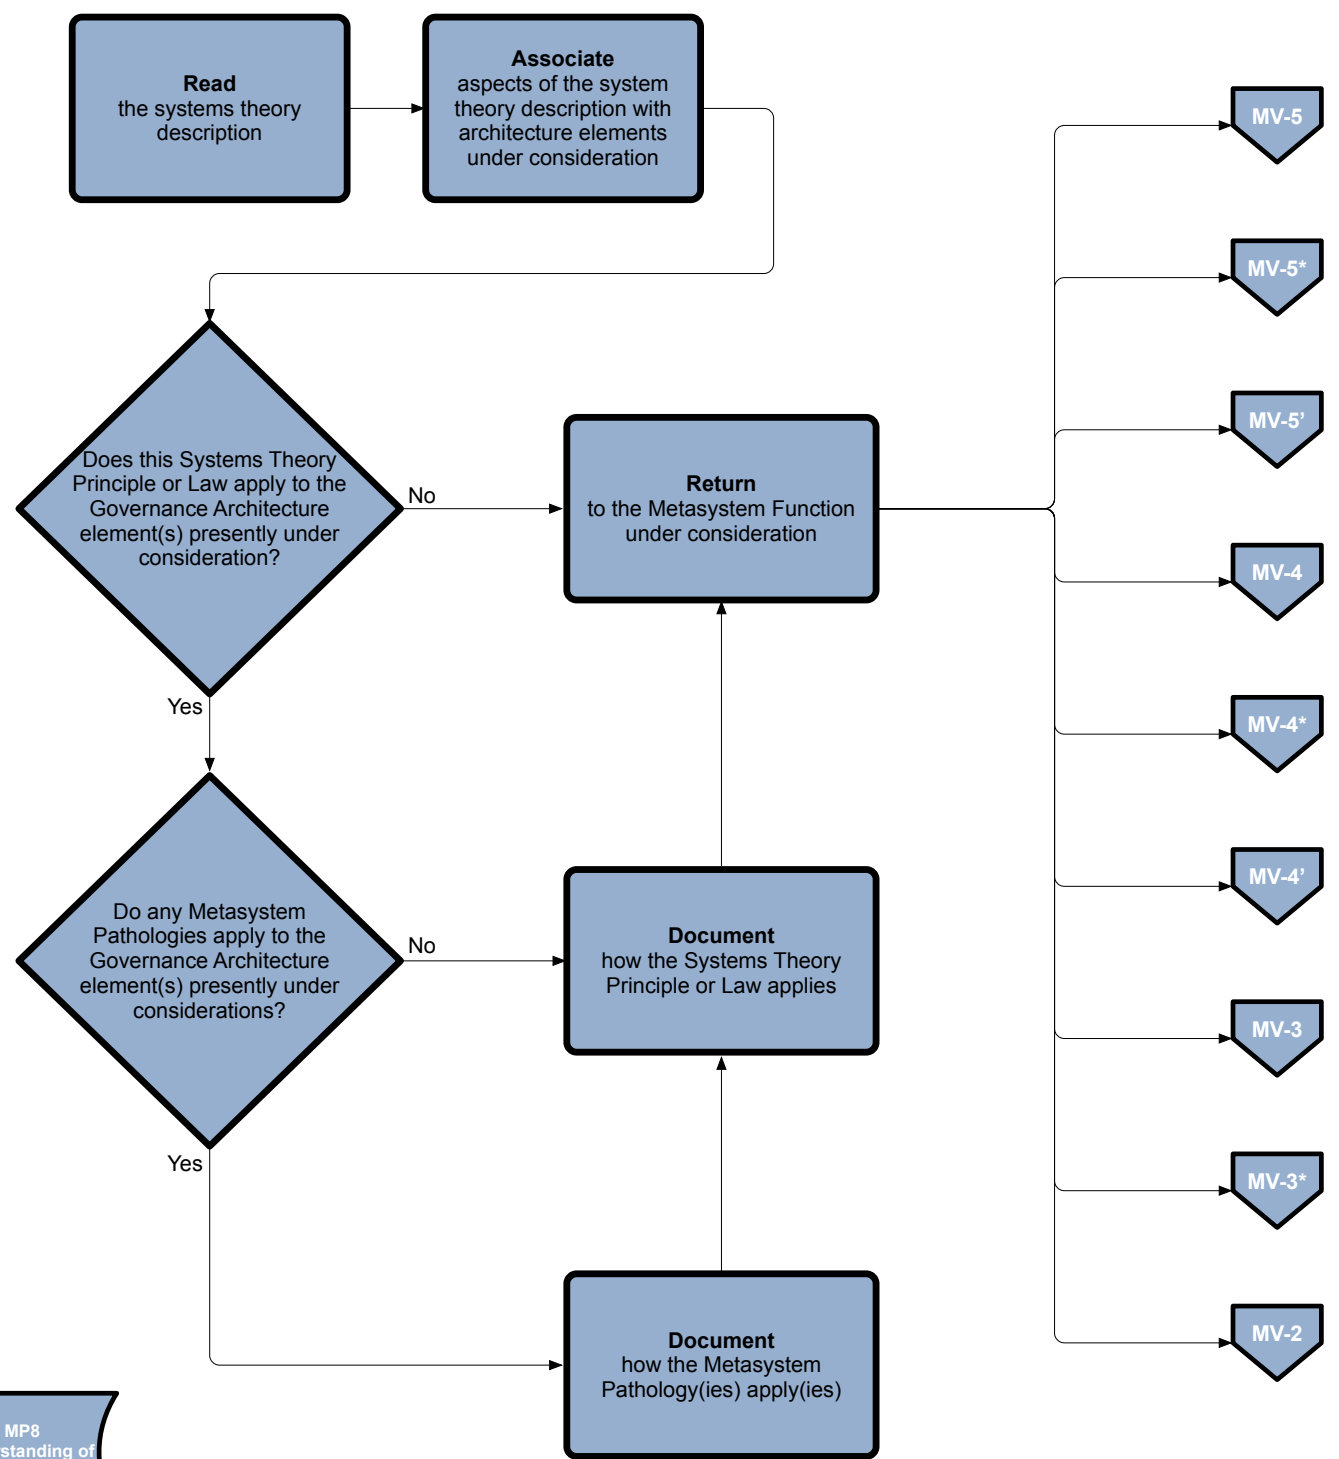 Read
the systems theory
description
Associate
aspects of the system
theory description with
architecture elements
under consideration
MV-5
MV-5*
MV-5’
MV-4
MV-4*
MV-4’
MV-3
MV-3*
MV-2
Does this Systems Theory
Principle or Law apply to the
Governance Architecture
element(s) presently under
consideration?
No
Yes
Return
to the Metasystem Function
under consideration
Do any Metasystem
Pathologies apply to the
Governance Architecture
element(s) presently under
considerations?
No
Yes
Document
how the Systems Theory
Principle or Law applies
Document
how the Metasystem
Pathology(ies) apply(ies)
MP8
of